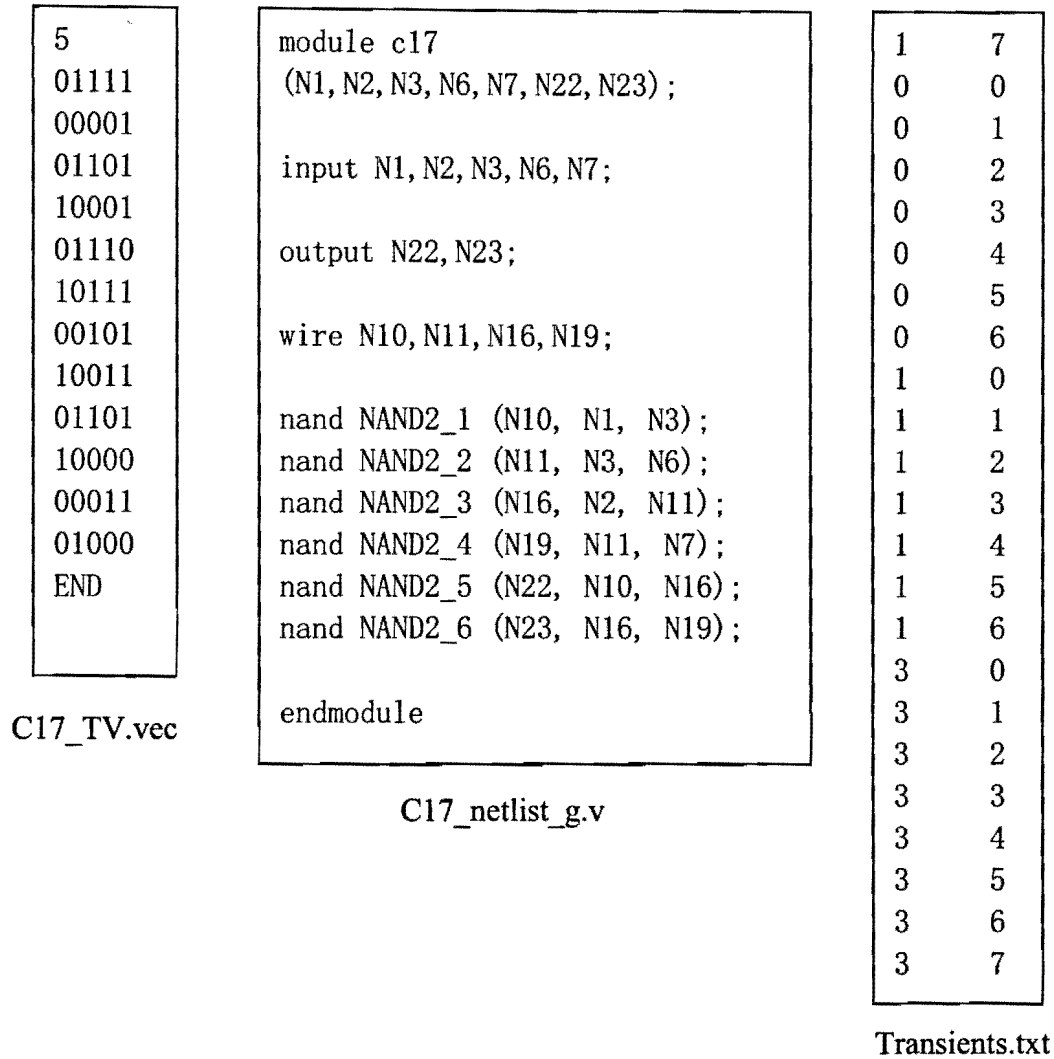 5
01111
00001
01101
10001
01110
10111
00101
10011
01101
10000
00011
01000
END
C17_TV.vec
module c17
(N1, N2, N3, N6, N7, N22, N23);
input N1, N2, N3, N6, N7;
output N22, N23;
wire N10, N11, N16, N19;
nand NAND2_1 (N10, N1, N3);
nand NAND2_2 (N11, N3, N6);
nand NAND2_3 (N16, N2, N11);
nand NAND2_4 (N19, N11, N7);
nand NAND2_5 (N22, N10, N16);
nand NAND2_6 (N23, N16, N19);
endmodule
C17_netlist_g.v
1 7
0 0
0 1
0 2
0 3
0 4
0 5
0 6
1 0
1 1
1 2
1 3
1 4
1 5
1 6
3 0
3 1
3 2
3 3
3 4
3 5
3 6
3 7
Transients.txt